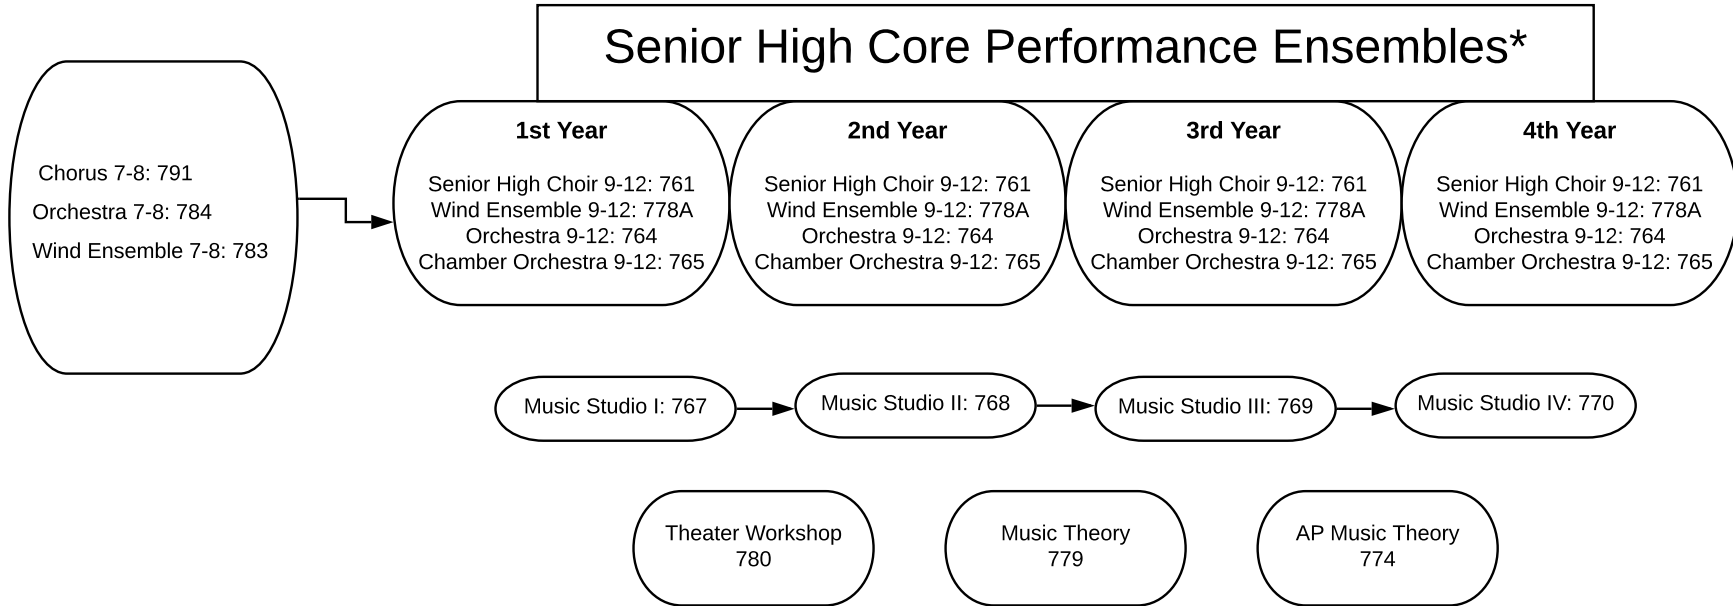 Senior High Core Performance Ensembles*
Chorus 7-8: 791
Orchestra 7-8: 784
Wind Ensemble 7-8: 783
1st Year
Senior High Choir 9-12: 761
Wind Ensemble 9-12: 778A
Orchestra 9-12: 764
Chamber Orchestra 9-12: 765
2nd Year
Senior High Choir 9-12: 761
Wind Ensemble 9-12: 778A
Orchestra 9-12: 764
Chamber Orchestra 9-12: 765
3rd Year
Senior High Choir 9-12: 761
Wind Ensemble 9-12: 778A
Orchestra 9-12: 764
Chamber Orchestra 9-12: 765
4th Year
Senior High Choir 9-12: 761
Wind Ensemble 9-12: 778A
Orchestra 9-12: 764
Chamber Orchestra 9-12: 765
Music Studio I: 767
Music Studio II: 768
Music Studio III: 769
Music Studio IV: 770
Theater Workshop
780
Music Theory
779
AP Music Theory
774